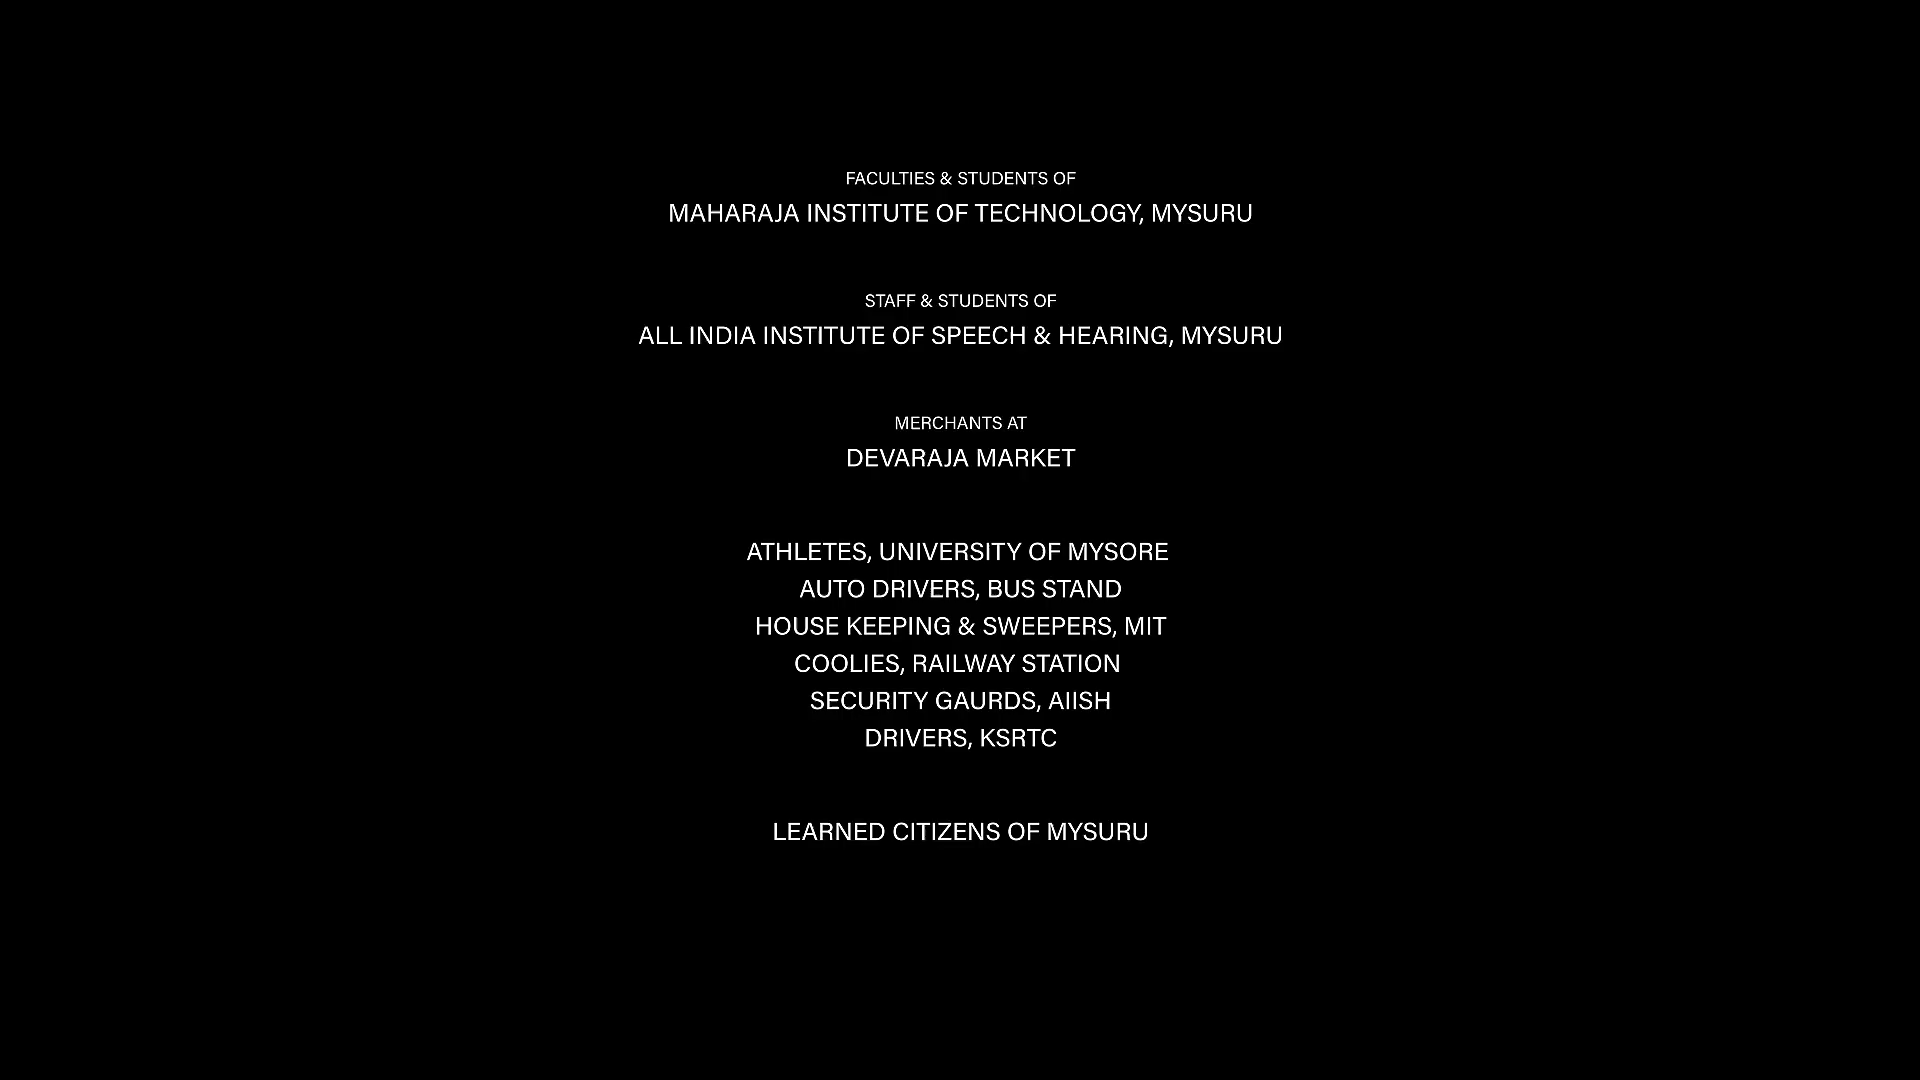 FACULTIES & STUDENTS OF
MAHARAJA INSTITUTE OF TECHNOLOGY, MYSURU
STAFF & STUDENTS OF
ALL INDIA INSTITUTE OF SPEECH & HEARING, MYSURU
MERCHANTS AT
DEVARAJA MARKET
ATHLETES, UNIVERSITY OF MYSORE
AUTO DRIVERS, BUS STAND
HOUSE KEEPING & SWEEPERS, MIT
COOLIES, RAILWAY STATION
SECURITY GAURDS, AIISH
DRIVERS, KSRTC
LEARNED CITIZENS OF MYSURU